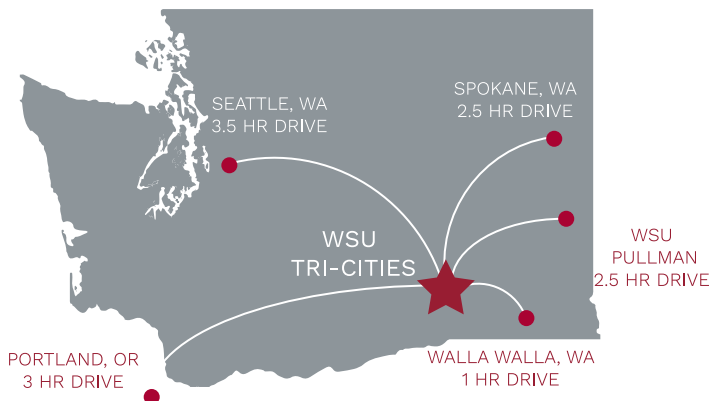 SEATTLE, WA
3.5 HR DRIVE
SPOKANE, WA
2.5 HR DRIVE
WSU
TRI-CITIES
WSU
PULLMAN
2.5 HR DRIVE
PORTLAND, OR
3 HR DRIVE
WALLA WALLA, WA
1 HR DRIVE